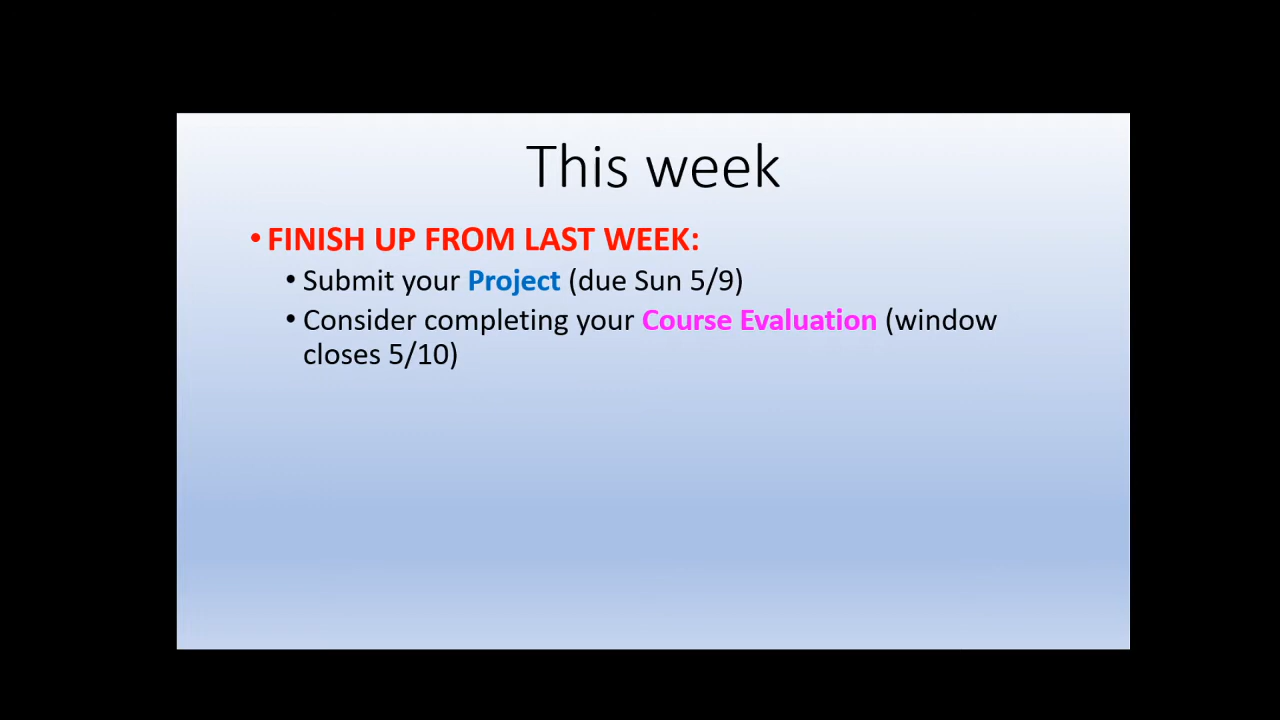 This week
•FINISH UP FROM LAST WEEK:
•Submit your Project (due Sun 5/9)
•Consider completing your Course Evaluation (window
closes 5/10)